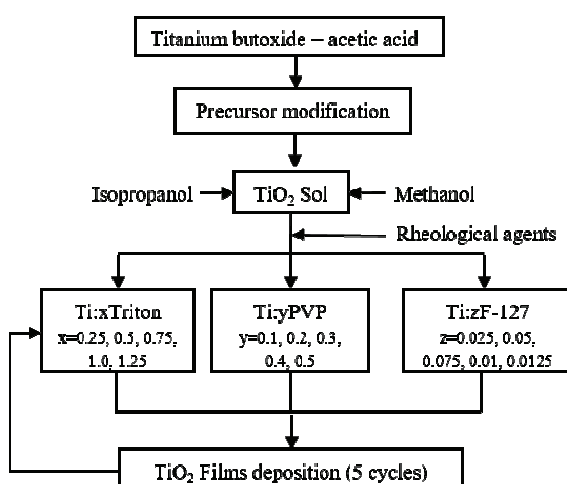 Titanium butoxide – acetic acid
Precursor modification
Isopropanol
TiO₂ Sol
Methanol
Rheological agents
Ti:xTriton
x=0.25, 0.5, 0.75,
1.0, 1.25
Ti:yPVP
y=0.1, 0.2, 0.3,
0.4, 0.5
Ti:zF-127
z=0.025, 0.05,
0.075, 0.01, 0.0125
TiO₂ Films deposition (5 cycles)